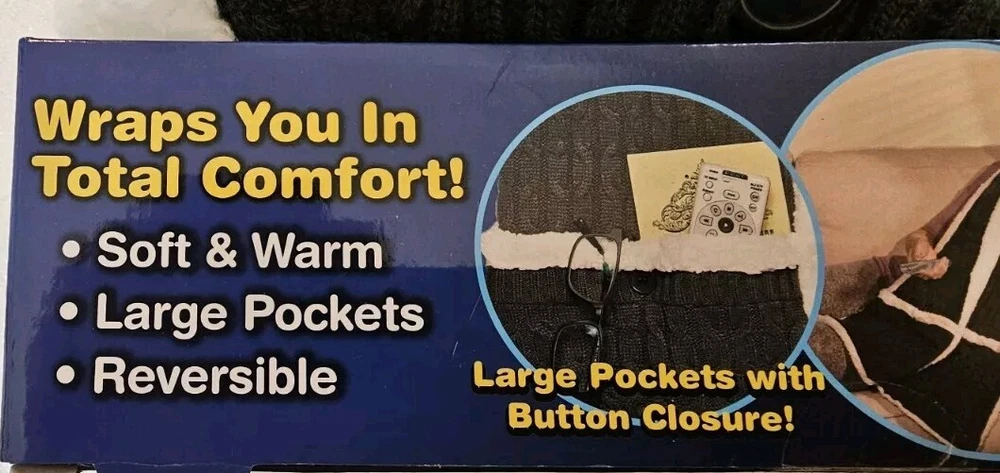 Wraps You In
Total Comfort!
• Soft & Warm
• Large Pockets
• Reversible
Large Pockets with
Button Closure!